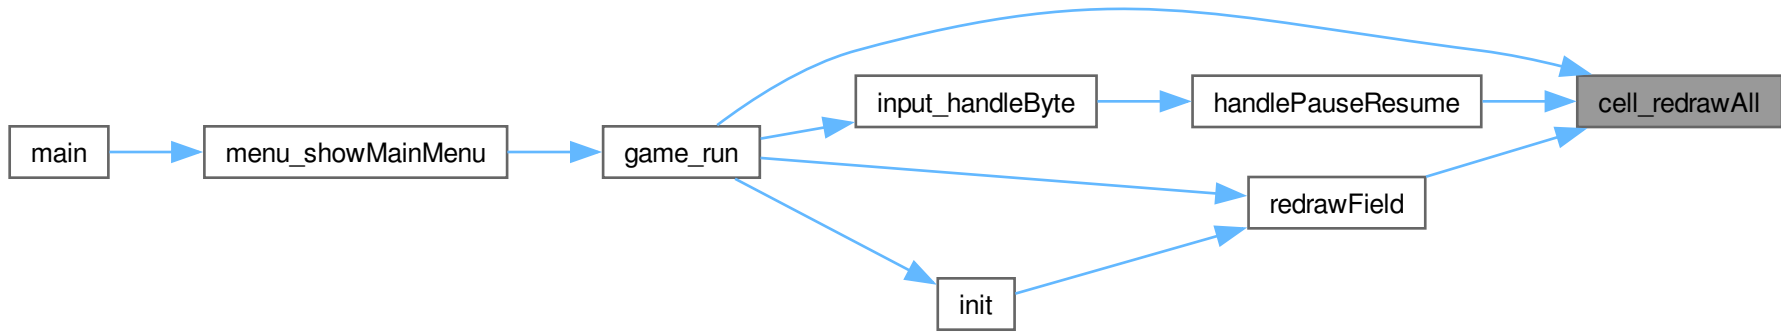 main
menu_showMainMenu
game_run
input_handleByte
handlePauseResume
cell_redrawAll
redrawField
init